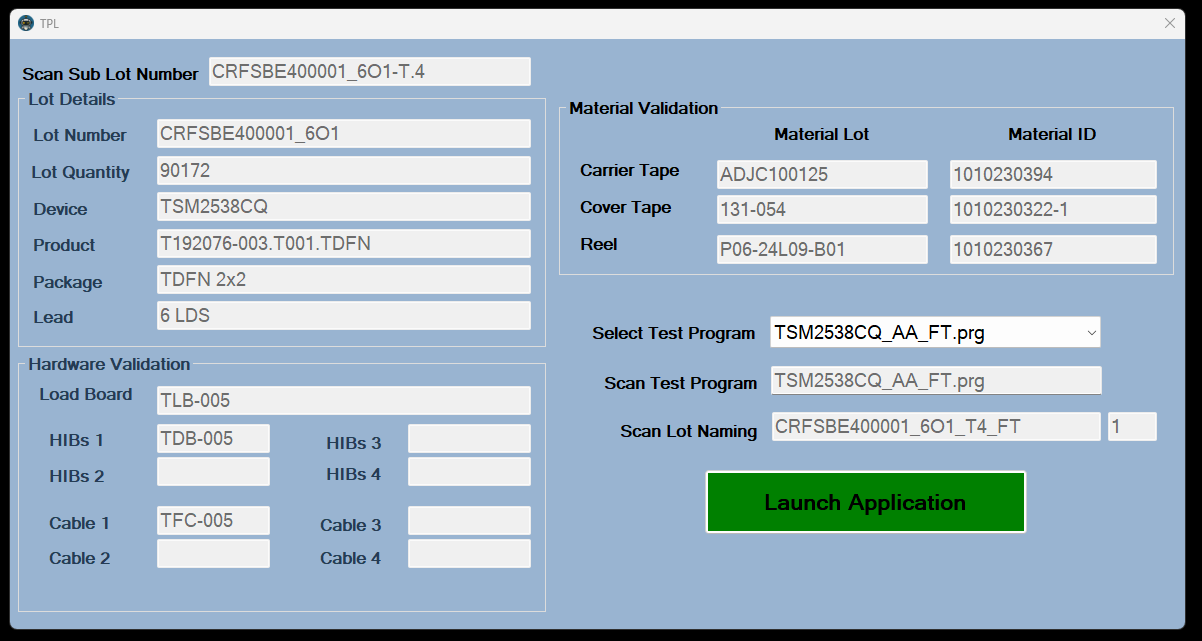 TPL
Scan Sub Lot Number CRFSBE400001_6O1-T.4
Lot Details
Lot Number CRFSBE400001_6O1
Lot Quantity 90172
Device TSM2538CQ
Product T192076-003.T001.TDFN
Package TDFN 2x2
Lead 6 LDS
Hardware Validation
Load Board TLB-005
HIBs 1 TDB-005 HIBs 3
HIBs 2 HIBs 4
Cable 1 TFC-005 Cable 3
Cable 2 Cable 4
Material Validation
Material Lot Material ID
Carrier Tape ADJC100125 1010230394
Cover Tape 131-054 1010230322-1
Reel P06-24L09-B01 1010230367
Select Test Program TSM2538CQ_AA_FT.prg
Scan Test Program TSM2538CQ_AA_FT.prg
Scan Lot Naming CRFSBE400001_6O1_T4_FT 1
Launch Application